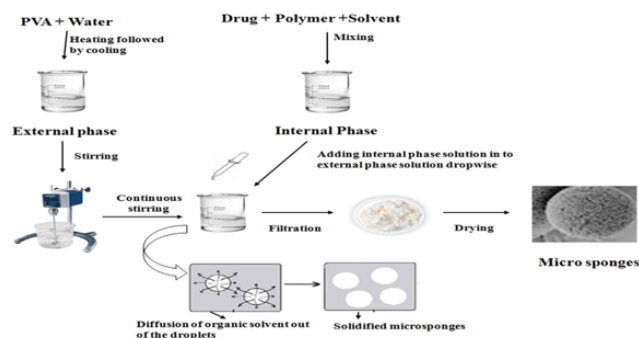 PVA + Water
Heating followed
by cooling
Drug + Polymer +Solvent
Mixing
External phase
Internal Phase
Stirring
Adding internal phase solution in to
external phase solution dropwise
Continuous
stirring
Filtration
Drying
Micro sponges
Diffusion of organic solvent out
of the droplets
Solidified microsponges